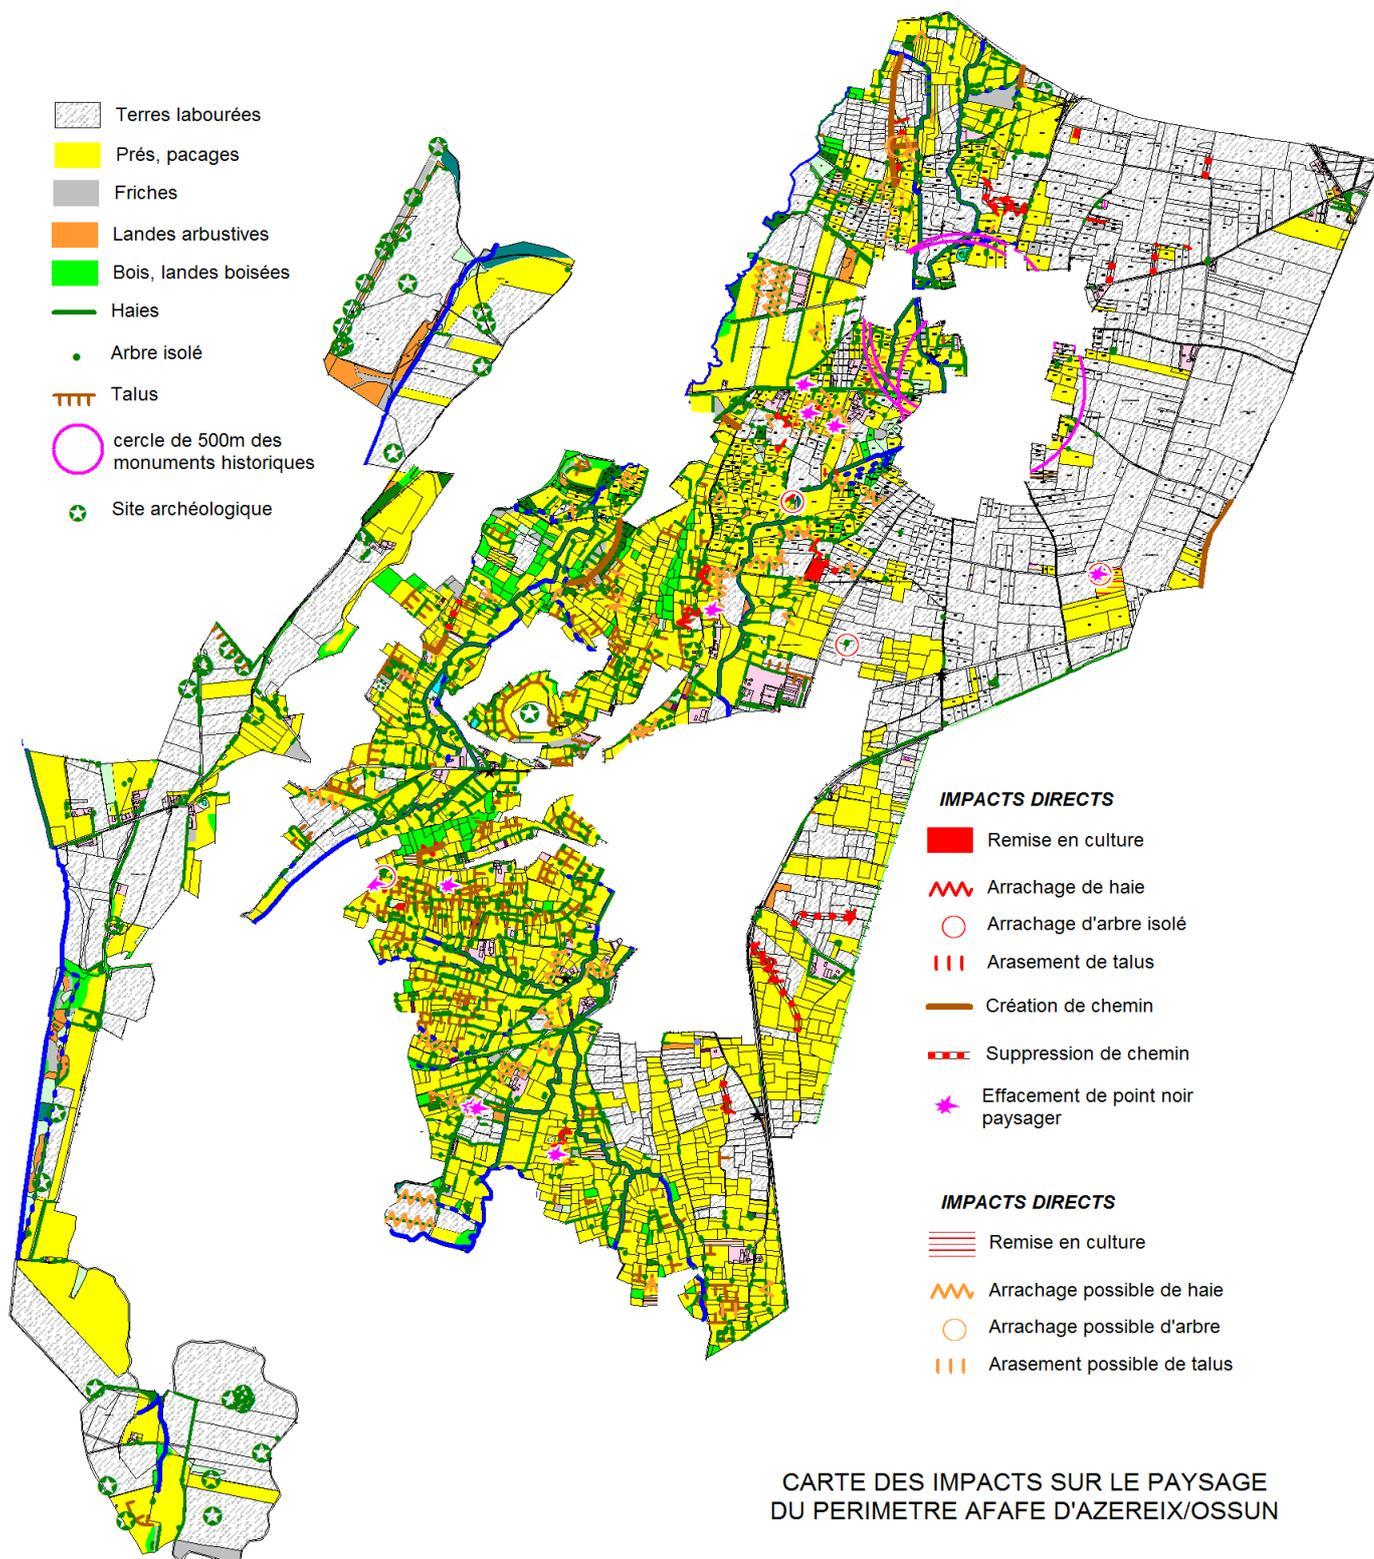 Terres labourées
Prés, pacages
Friches
Landes arbustives
Bois, landes boisées
Haies
Arbre isolé
Talus
cercle de 500m des
monuments historiques
Site archéologique
IMPACTS DIRECTS
Remise en culture
Arrachage de haie
Arrachage d'arbre isolé
Arasement de talus
Création de chemin
Suppression de chemin
Effacement de point noir
paysager
IMPACTS DIRECTS
Remise en culture
Arrachage possible de haie
Arrachage possible d'arbre
Arasement possible de talus
CARTE DES IMPACTS SUR LE PAYSAGE
DU PERIMETRE AFAFE D'AZEREIX/OSSUN